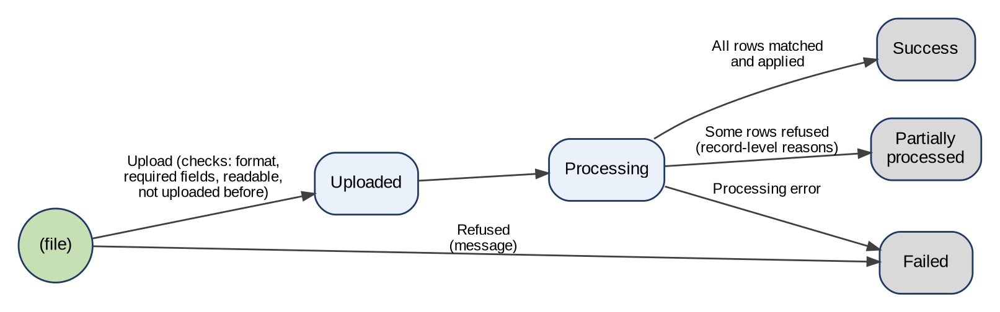 All rows matched
and applied
Success
Some rows refused
(record-level reasons)
Partially
processed
Upload (checks: format,
required fields, readable,
not uploaded before)
Uploaded
Processing
Processing error
Refused
(message)
(file)
Failed